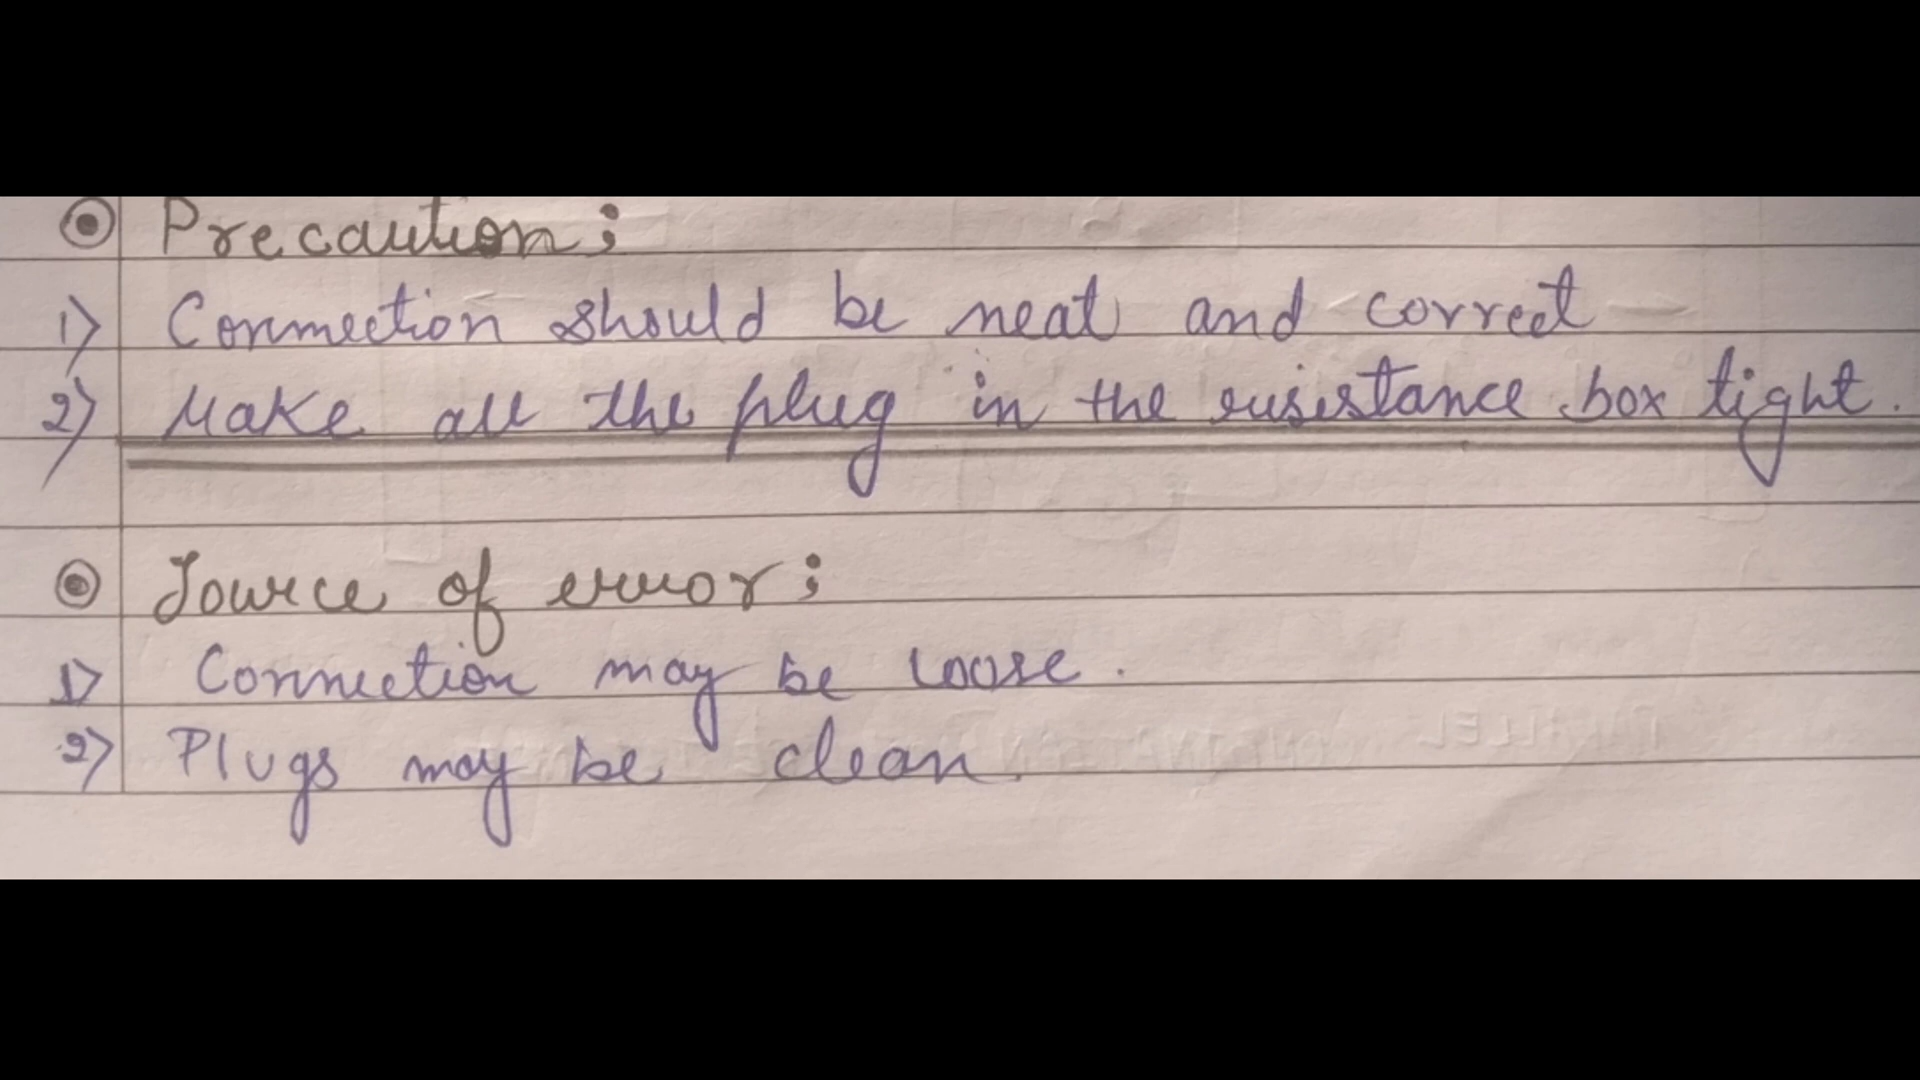 ⦿ Precaution:
1) Connection should be neat and correct
2) Make all the plug in the resistance box tight.
⦿ Source of error:
1) Connection may be loose.
2) Plugs may be clean.